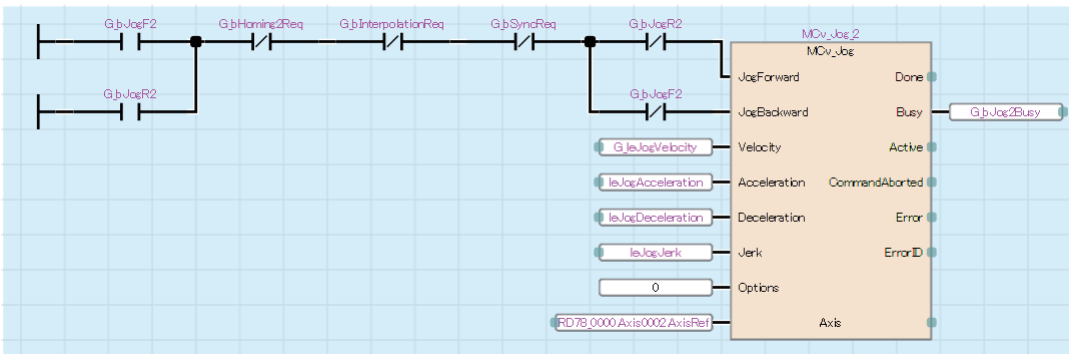 G_bJogF2
G_bHoming2Req
G_bInterpolationReq
G_bSyncReq
G_bJogR2
MCv_Jog_2
MCv_Jog
JogForward
Done
G_bJogR2
G_bJogF2
JogBackward
Busy
G_bJog2Busy
G_leJogVelocity
Velocity
Active
leJogAcceleration
Acceleration
CommandAborted
leJogDeceleration
Deceleration
Error
leJogJerk
Jerk
ErrorID
0
Options
RD78_0000.Axis0002.AxisRef
Axis